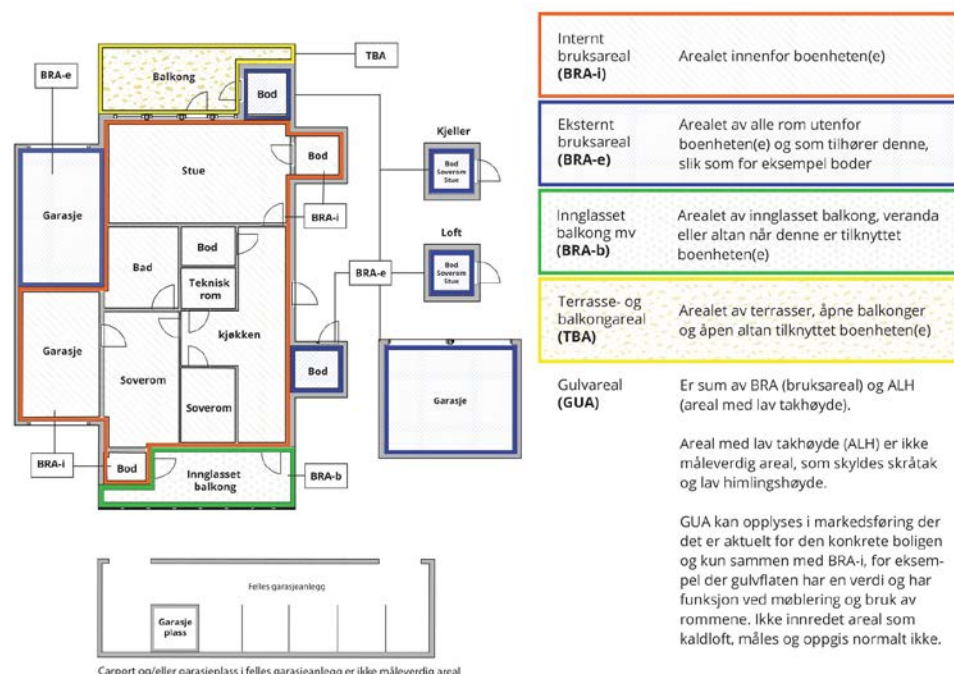 TBA
BRA-e
Balkong
Bod
Kjeller
Bod
Soverom
Stue
Stue
Bod
BRA-i
Garasje
Bod
Bad
Teknisk
rom
Loft
Bod
Soverom
Stue
BRA-e
Garasje
kjøkken
Soverom
Bod
Soverom
Garasje
BRA-i
Bod
Innglasset
balkong
BRA-b
Felles garasjeanlegg
Garasje
plass
Carport og/eller garasjeplass i felles garasjeanlegg er ikke måleverdig areal
Internt
bruksareal
(BRA-i)
Arealet innenfor boenheten(e)
Eksternt
bruksareal
(BRA-e)
Arealet av alle rom utenfor
boenheten(e) og som tilhører denne,
slik som for eksempel boder
Innglasset
balkong mv
(BRA-b)
Arealet av innglasset balkong, veranda
eller altan når denne er tilknyttet
boenheten(e)
Terrasse- og
balkongareal
(TBA)
Arealet av terrasser, åpne balkonger
og åpen altan tilknyttet boenheten(e)
Gulvareal
(GUA)
Er sum av BRA (bruksareal) og ALH
(areal med lav takhøyde).
Areal med lav takhøyde (ALH) er ikke
måleverdig areal, som skyldes skråtak
og lav himlingshøyde.
GUA kan opplyses i markedsføring der
det er aktuelt for den konkrete boligen
og kun sammen med BRA-i, for eksem-
pel der gulvflaten har en verdi og har
funksjon ved møblering og bruk av
rommene. Ikke innredet areal som
kaldloft, måles og oppgis normalt ikke.